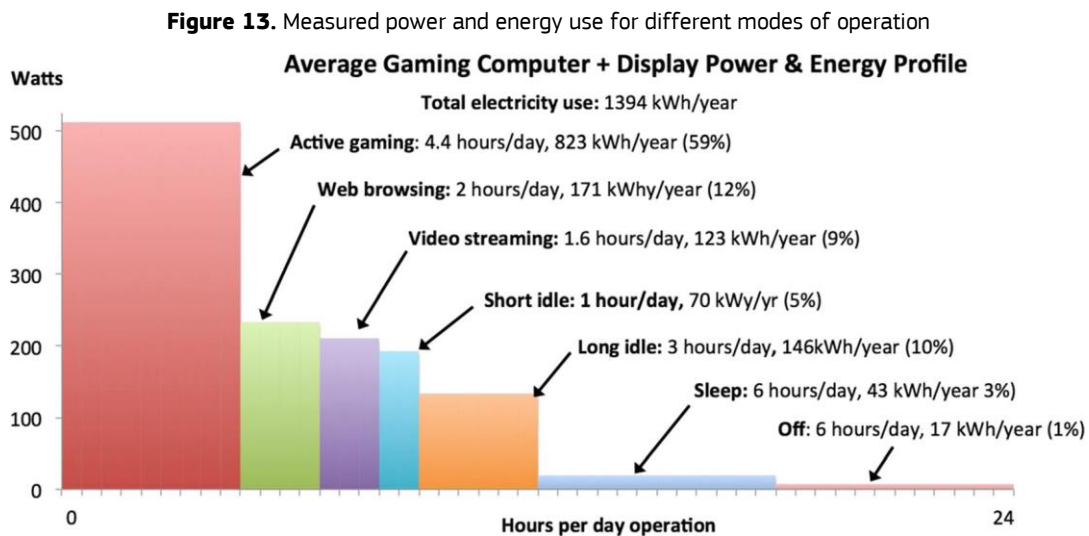 Figure 13. Measured power and energy use for different modes of operation
Average Gaming Computer + Display Power & Energy Profile
Watts
Total electricity use: 1394 kWh/year
500
Active gaming: 4.4 hours/day, 823 kWh/year (59%)
Web browsing: 2 hours/day, 171 kWhy/year (12%)
400
Video streaming: 1.6 hours/day, 123 kWh/year (9%)
300
Short idle: 1 hour/day, 70 kWy/yr (5%)
200
Long idle: 3 hours/day, 146kWh/year (10%)
Sleep: 6 hours/day, 43 kWh/year 3%)
100
Off: 6 hours/day, 17 kWh/year (1%)
0
0
Hours per day operation
24